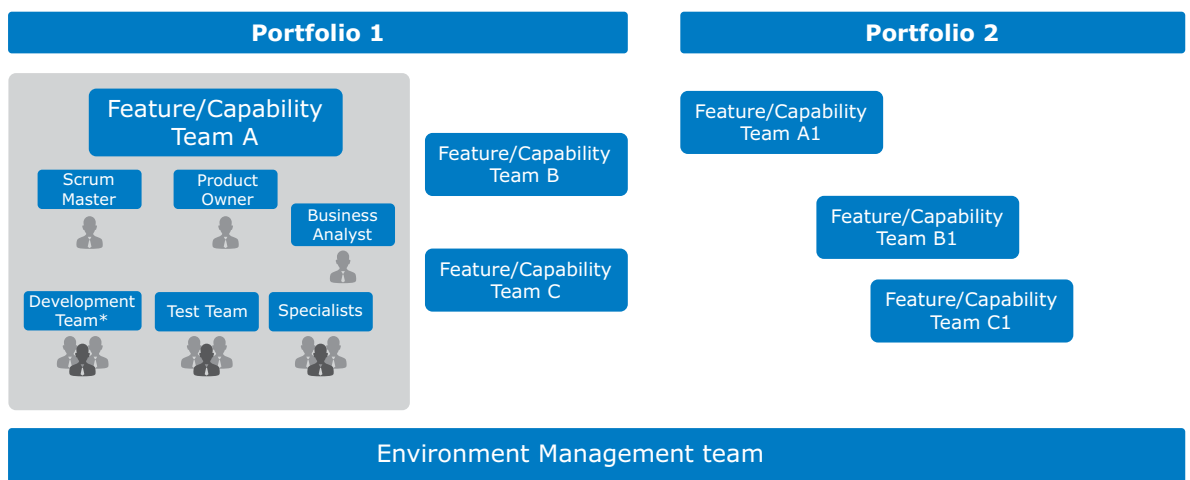 Portfolio 1
Portfolio 2
Feature/Capability
Team A
Scrum
Master
Product
Owner
Business
Analyst
Development
Team*
Test Team
Specialists
Feature/Capability
Team B
Feature/Capability
Team C
Feature/Capability
Team A1
Feature/Capability
Team B1
Feature/Capability
Team C1
Environment Management team